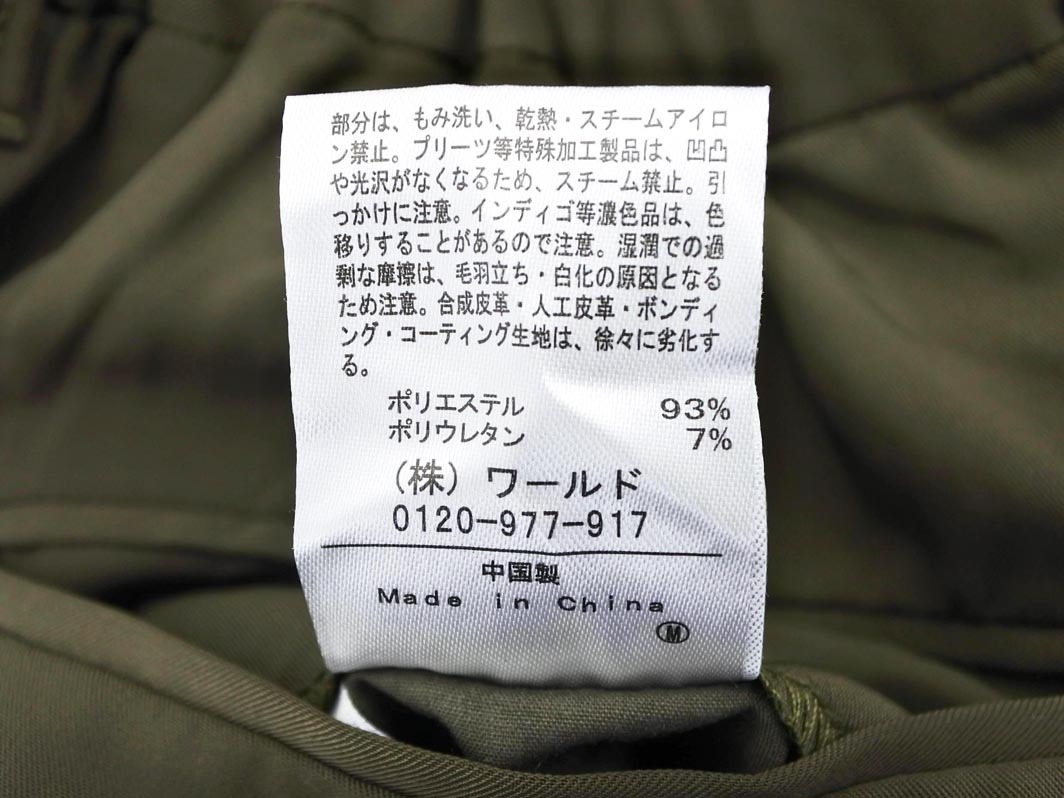 部分は、もみ洗い、乾熱・スチームアイロ
ン禁止。プリーツ等特殊加工製品は、凹凸
や光沢がなくなるため、スチーム禁止。引
っかけに注意。インディゴ等濃色品は、色
移りすることがあるので注意。湿潤での過
剰な摩擦は、毛羽立ち・白化の原因となる
ため注意。合成皮革・人工皮革・ボンディ
ング・コーティング生地は、徐々に劣化す
る。
ポリエステル 93%
ポリウレタン 7%
(株)ワールド
0120-977-917
中国製
Made in China
M